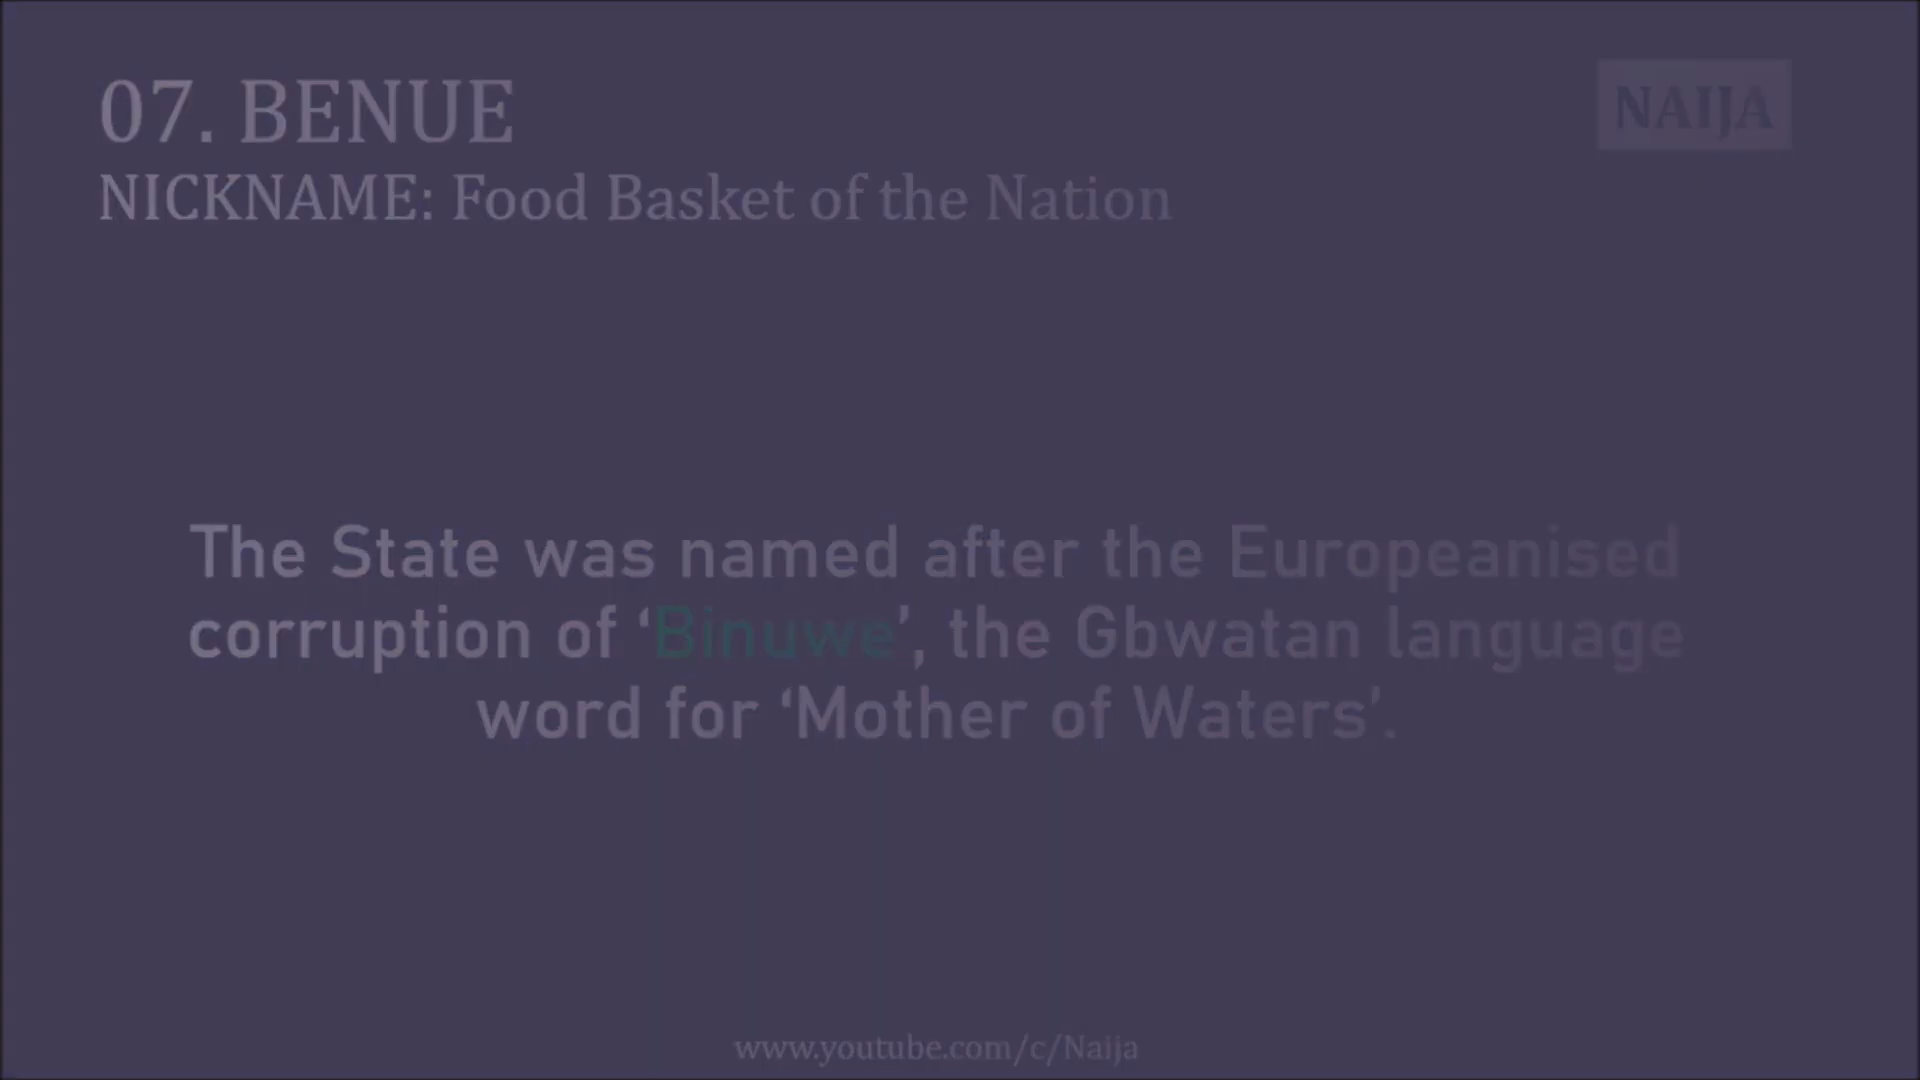 07. BENUE
NAIJA
NICKNAME: Food Basket of the Nation
The State was named after the Europeanised
corruption of ‘Binuwe’, the Gbwatan language
word for ‘Mother of Waters’.
www.youtube.com/c/Naija